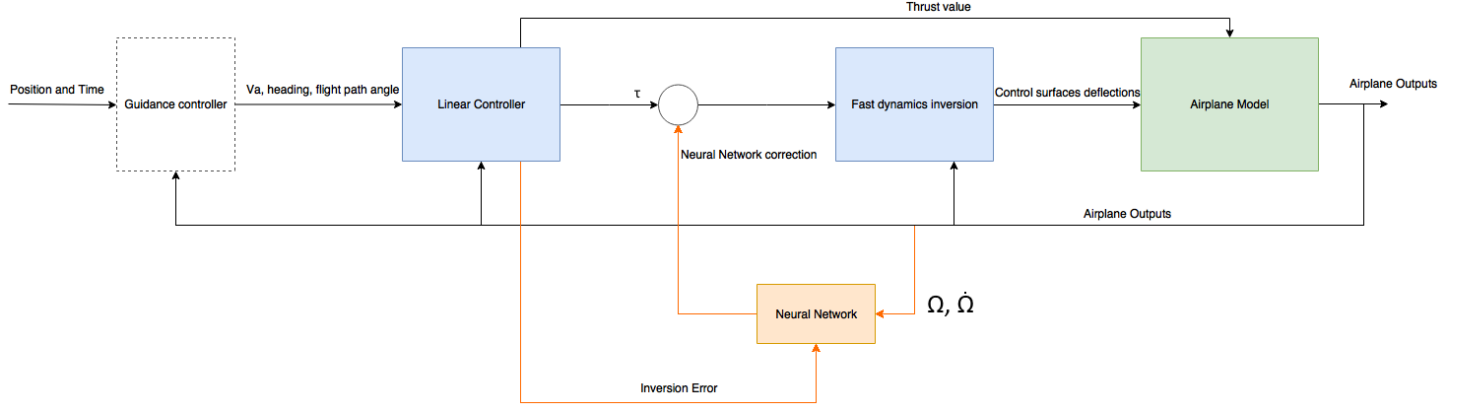 Thrust value
Position and Time
Guidance controller
Va, heading, flight path angle
Linear Controller
τ
Fast dynamics inversion
Control surfaces deflections
Airplane Model
Airplane Outputs
Neural Network correction
Airplane Outputs
Neural Network
Ω, Ω̇
Inversion Error